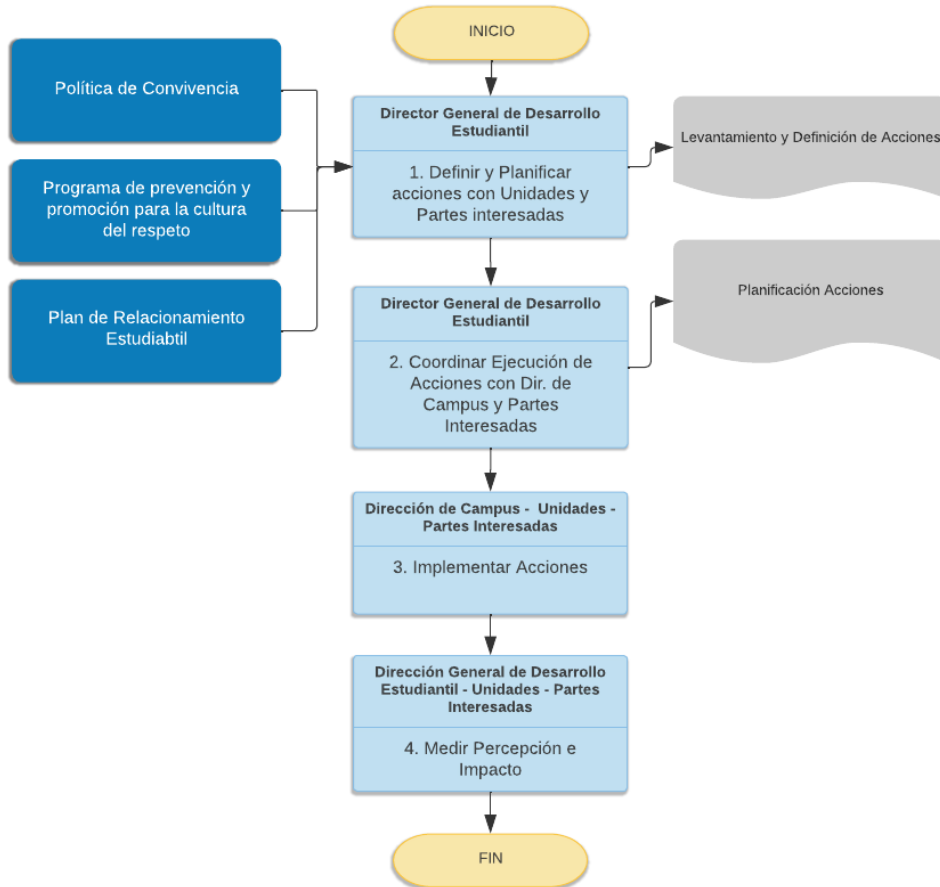 INICIO
Política de Convivencia
Programa de prevención y
promoción para la cultura
del respeto
Plan de Relacionamiento
Estudiabtil
Director General de Desarrollo
Estudiantil
1. Definir y Planificar
acciones con Unidades y
Partes interesadas
Levantamiento y Definición de Acciones
Director General de Desarrollo
Estudiantil
2. Coordinar Ejecución de
Acciones con Dir. de
Campus y Partes
Interesadas
Planificación Acciones
Dirección de Campus - Unidades -
Partes Interesadas
3. Implementar Acciones
Dirección General de Desarrollo
Estudiantil - Unidades - Partes
Interesadas
4. Medir Percepción e
Impacto
FIN